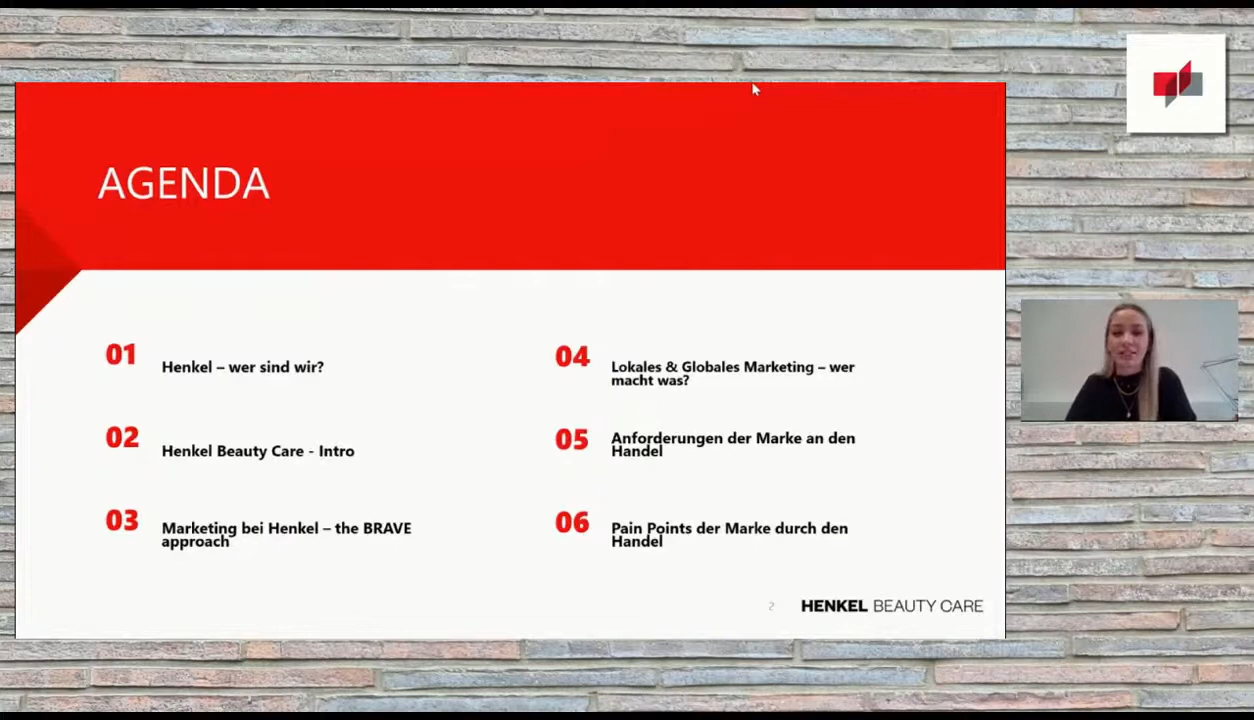 AGENDA
01
Henkel – wer sind wir?
02
Henkel Beauty Care - Intro
03
Marketing bei Henkel – the BRAVE
approach
04
Lokales & Globales Marketing – wer
macht was?
05
Anforderungen der Marke an den
Handel
06
Pain Points der Marke durch den
Handel
2
HENKEL BEAUTY CARE